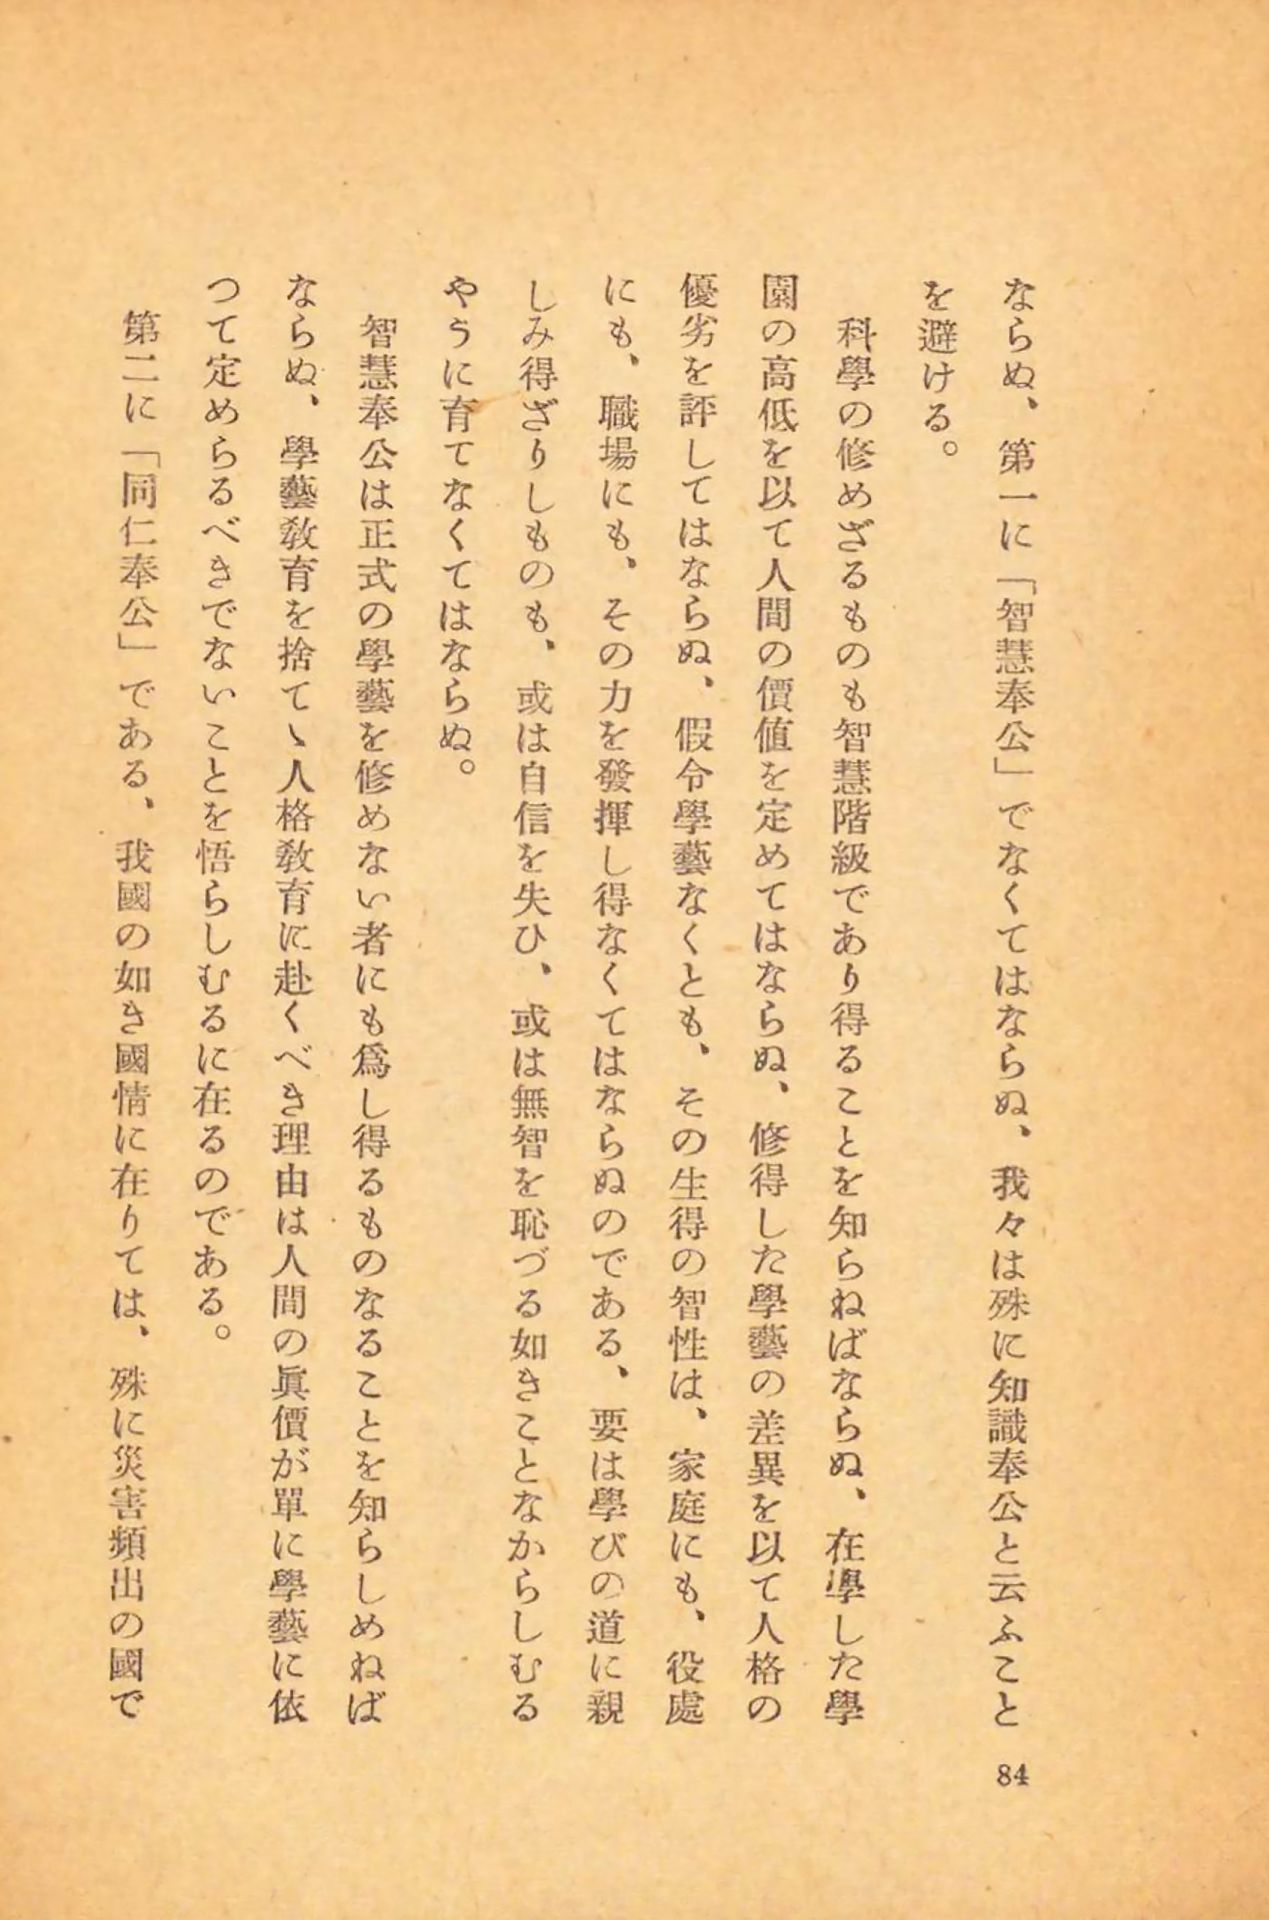 ならぬ、第一に「智慧奉公」でなくてはならぬ、我々は殊に知識奉公と云ふこと
を避ける。
科學の修めざるものも智慧階級であり得ることを知らねばならぬ、在學した學
園の高低を以て人間の價値を定めてはならぬ、修得した學藝の差異を以て人格の
優劣を評してはならぬ、假令學藝なくとも、その生得の智性は、家庭にも、役處
にも、職場にも、その力を發揮し得なくてはならぬのである、要は學びの道に親
しみ得ざりしものも、或は自信を失ひ、或は無智を恥づる如きことなからしむる
やうに育てなくてはならぬ。
智慧奉公は正式の學藝を修めない者にも爲し得るものなることを知らしめねば
ならぬ、學藝敎育を捨てゝ人格敎育に赴くべき理由は人間の眞價が單に學藝に依
つて定めらるべきでないことを悟らしむるに在るのである。
第二に「同仁奉公」である、我國の如き國情に在りては、殊に災害頻出の國で
84